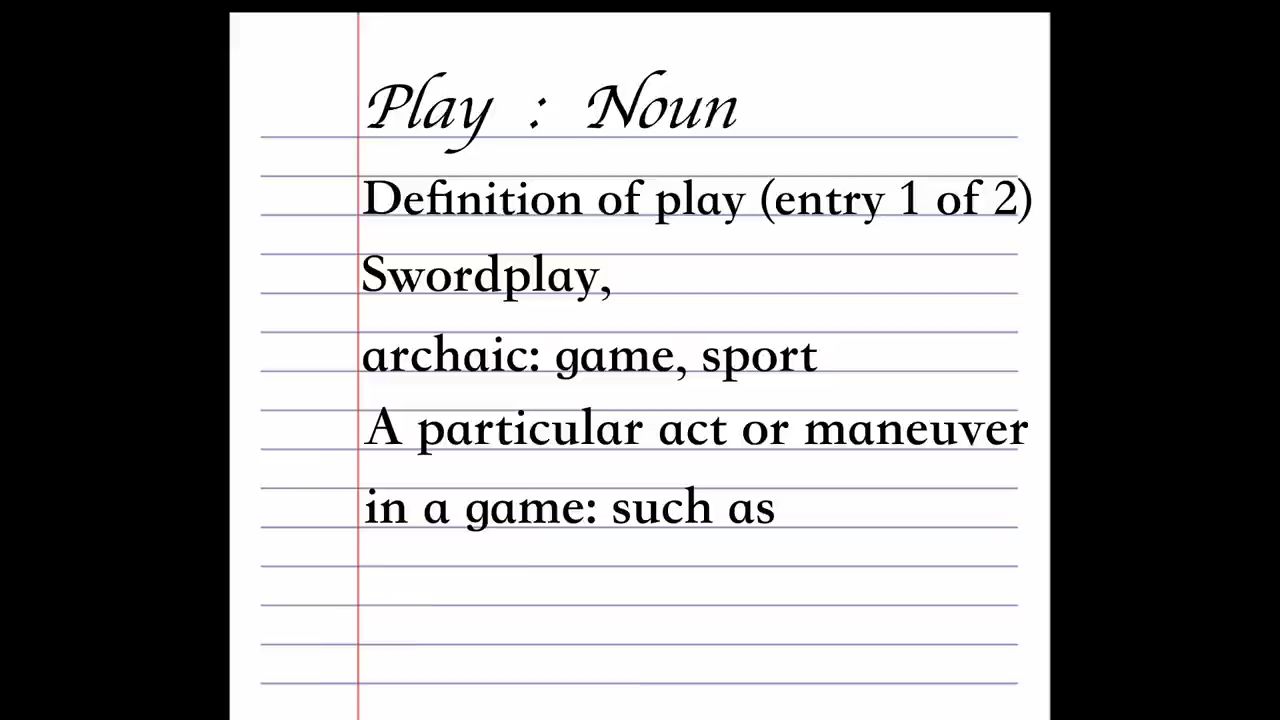 Play : Noun
Definition of play (entry 1 of 2)
Swordplay,
archaic: game, sport
A particular act or maneuver
in a game: such as